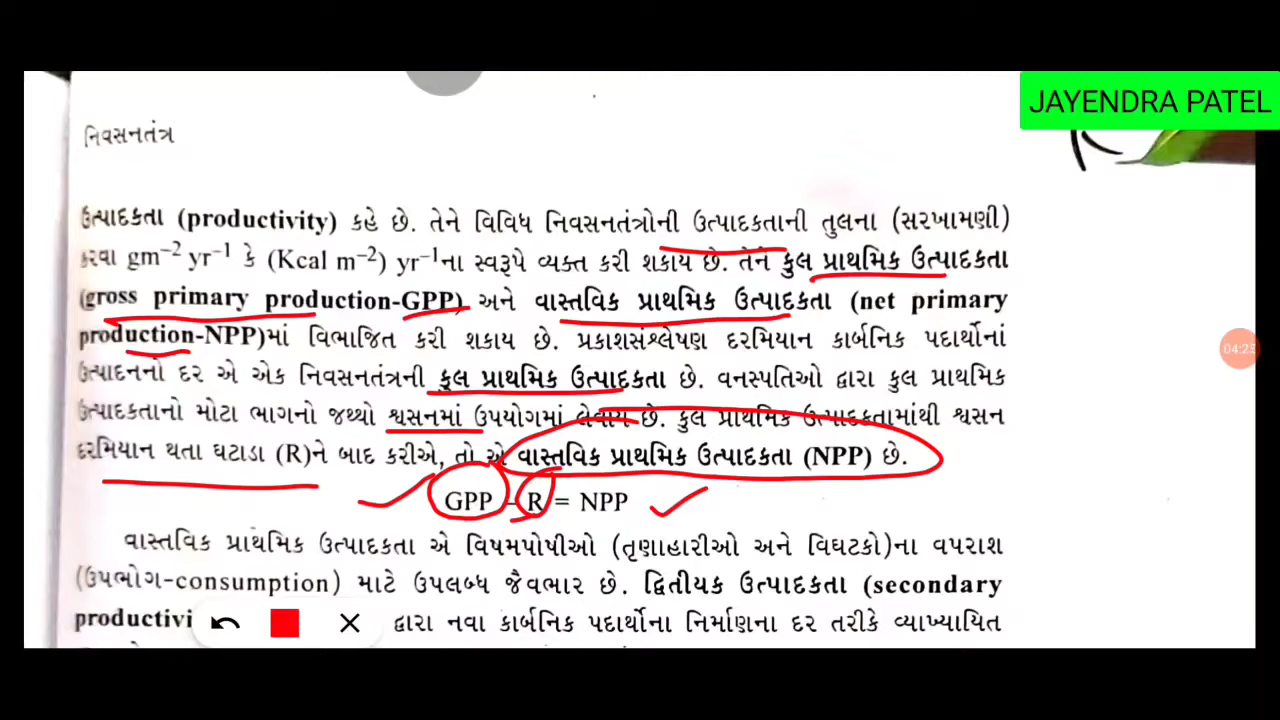 JAYENDRA PATEL
નિવસનતંત્ર
ઉત્પાદકતા (productivity) કહે છે. તેને વિવિધ નિવસનતંત્રોની ઉત્પાદકતાની તુલના (સરખામણી)
કરવા gm⁻² yr⁻¹ કે (Kcal m⁻²) yr⁻¹ના સ્વરૂપે વ્યક્ત કરી શકાય છે. તેને કુલ પ્રાથમિક ઉત્પાદકતા
(gross primary production-GPP) અને વાસ્તવિક પ્રાથમિક ઉત્પાદકતા (net primary
production-NPP)માં વિભાજિત કરી શકાય છે. પ્રકાશસંશ્લેષણ દરમિયાન કાર્બનિક પદાર્થોનાં
ઉત્પાદનનો દર એ એક નિવસનતંત્રની કુલ પ્રાથમિક ઉત્પાદકતા છે. વનસ્પતિઓ દ્વારા કુલ પ્રાથમિક
ઉત્પાદકતાનો મોટા ભાગનો જથ્થો શ્વસનમાં ઉપયોગમાં લેવાય છે. કુલ પ્રાથમિક ઉત્પાદકતામાંથી શ્વસન
દરમિયાન થતા ઘટાડા (R)ને બાદ કરીએ, તો એ વાસ્તવિક પ્રાથમિક ઉત્પાદકતા (NPP) છે.
GPP – R = NPP
વાસ્તવિક પ્રાથમિક ઉત્પાદકતા એ વિષમપોષીઓ (તૃણાહારીઓ અને વિઘટકો)ના વપરાશ
(ઉપભોગ-consumption) માટે ઉપલબ્ધ જૈવભાર છે. દ્વિતીયક ઉત્પાદકતા (secondary
productivi દ્વારા નવા કાર્બનિક પદાર્થોના નિર્માણના દર તરીકે વ્યાખ્યાયિત
04:25